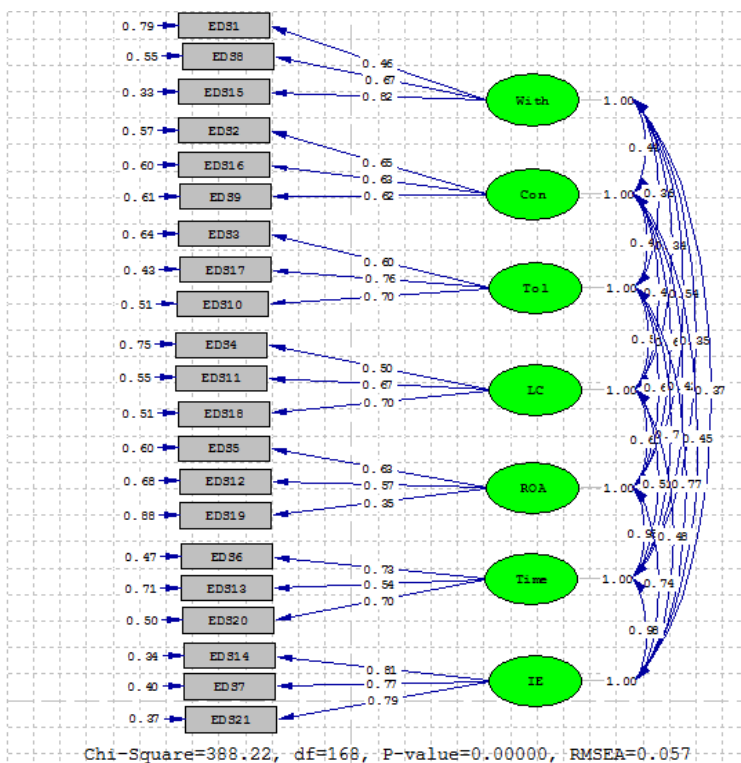 0.79 EDS1
0.46
0.55 EDS8
0.67
0.33 EDS15
0.82
With 1.00
0.57 EDS2
0.65
0.60 EDS16
0.63
0.61 EDS9
0.62
Con 1.00
0.36
0.64 EDS3
0.60
0.34
0.43 EDS17
0.76
0.51 EDS10
0.70
Tol 1.00
0.54
0.75 EDS4
0.50
0.35
0.55 EDS11
0.67
0.51 EDS18
0.70
LC 1.00
0.37
0.60 EDS5
0.63
0.45
0.68 EDS12
0.57
0.88 EDS19
0.35
ROA 1.00
0.77
0.47 EDS6
0.73
0.48
0.71 EDS13
0.54
0.50 EDS20
0.70
Time 1.00
0.74
0.34 EDS14
0.81
0.98
0.40 EDS7
0.77
0.37 EDS21
0.79
IE 1.00
Chi-Square=388.22, df=168, P-value=0.00000, RMSEA=0.057